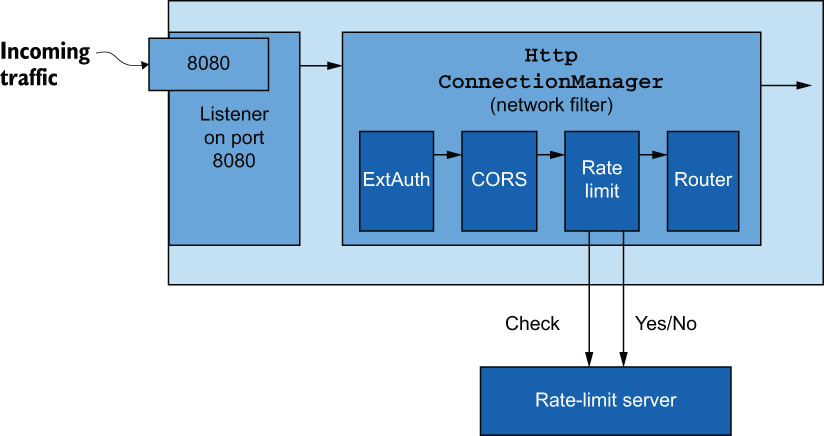 Incoming
traffic
8080
Listener
on port
8080
Http
ConnectionManager
(network filter)
ExtAuth
CORS
Rate
limit
Router
Check
Yes/No
Rate-limit server